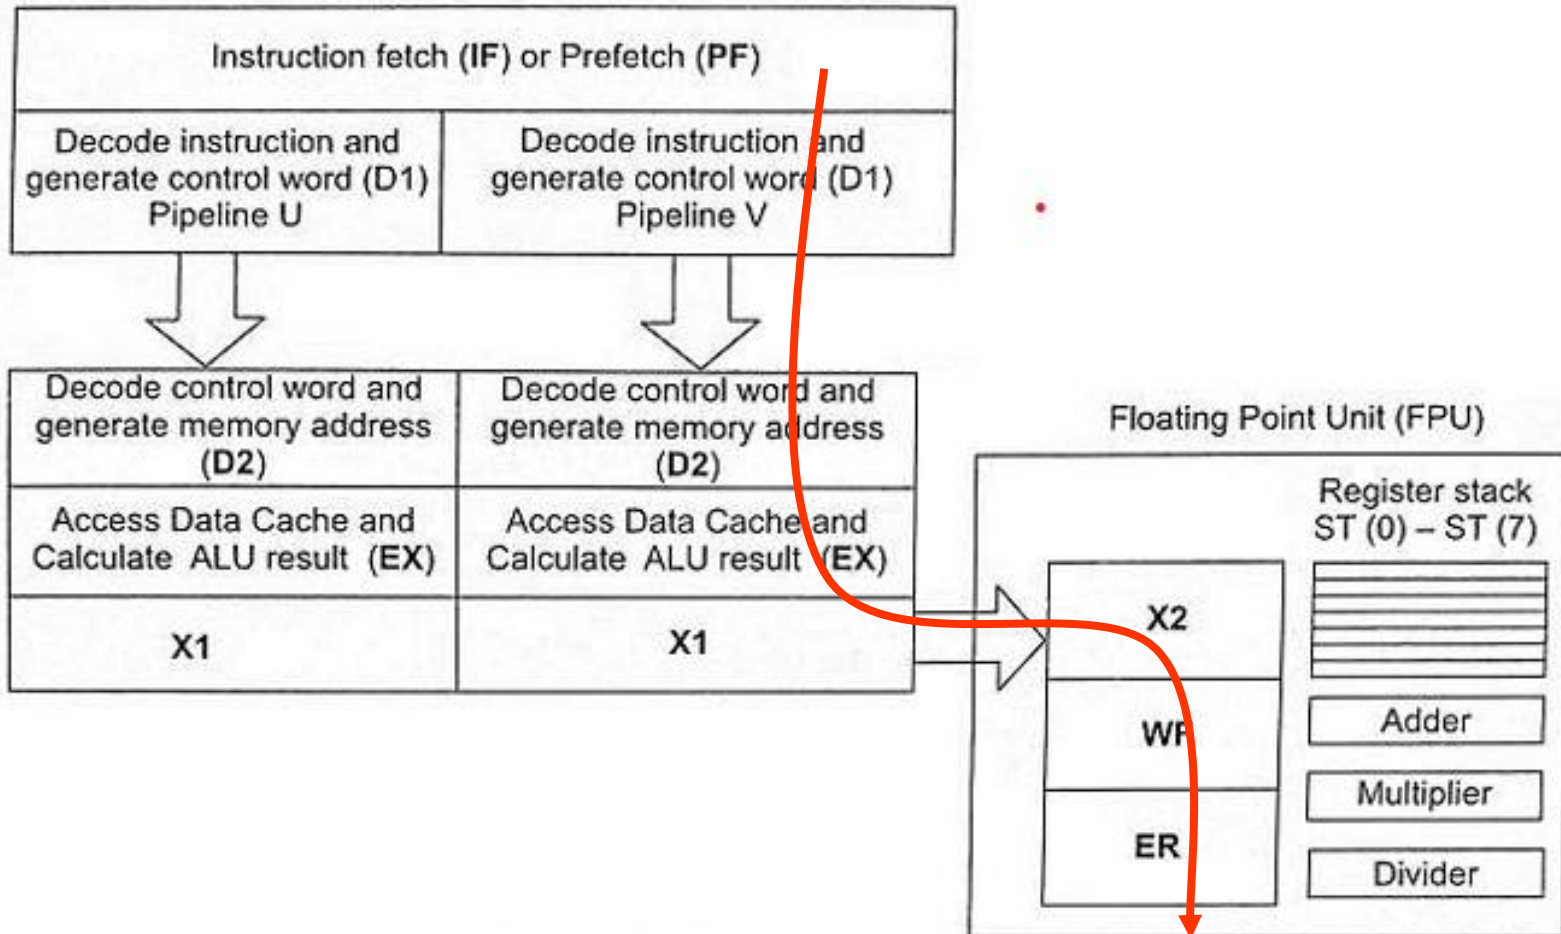 Instruction fetch (IF) or Prefetch (PF)
Decode instruction and
generate control word (D1)
Pipeline U
Decode instruction and
generate control word (D1)
Pipeline V
Decode control word and
generate memory address
(D2)
Decode control word and
generate memory address
(D2)
Access Data Cache and
Calculate ALU result (EX)
Access Data Cache and
Calculate ALU result (EX)
X1
X1
Floating Point Unit (FPU)
Register stack
ST (0) – ST (7)
X2
WF
ER
Adder
Multiplier
Divider